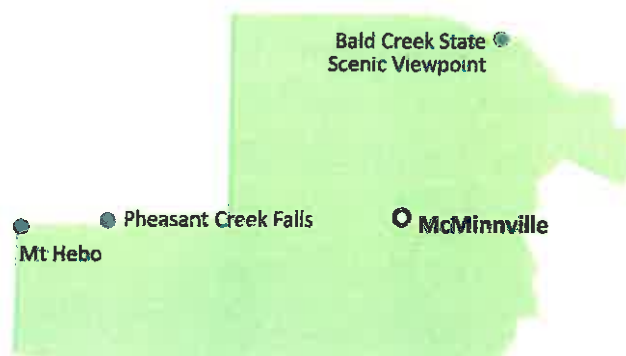 Bald Creek State
Scenic Viewpoint
Pheasant Creek Falls
McMinnville
Mt Hebo